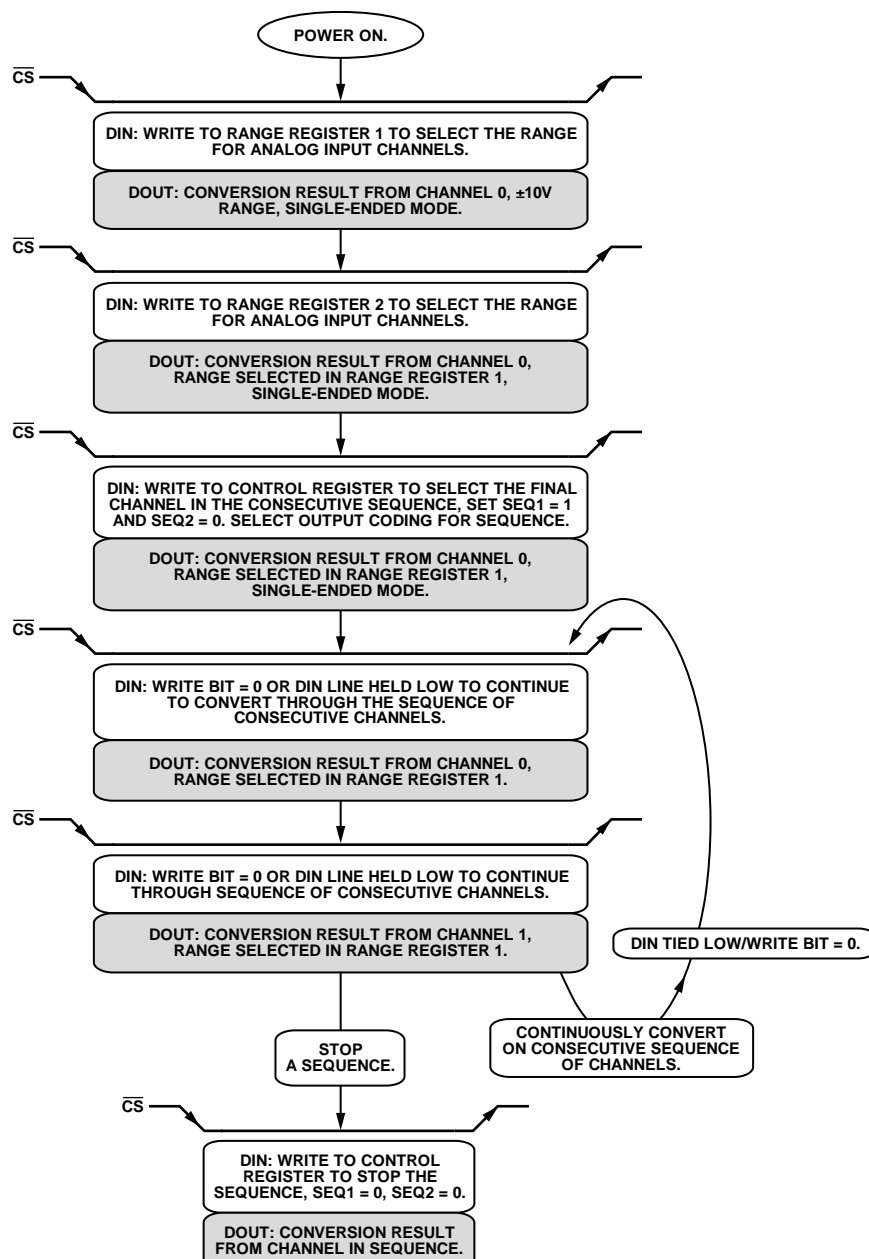 POWER ON.
CS
DIN: WRITE TO RANGE REGISTER 1 TO SELECT THE RANGE
FOR ANALOG INPUT CHANNELS.
DOUT: CONVERSION RESULT FROM CHANNEL 0, ±10V
RANGE, SINGLE-ENDED MODE.
CS
DIN: WRITE TO RANGE REGISTER 2 TO SELECT THE RANGE
FOR ANALOG INPUT CHANNELS.
DOUT: CONVERSION RESULT FROM CHANNEL 0,
RANGE SELECTED IN RANGE REGISTER 1,
SINGLE-ENDED MODE.
CS
DIN: WRITE TO CONTROL REGISTER TO SELECT THE FINAL
CHANNEL IN THE CONSECUTIVE SEQUENCE, SET SEQ1 = 1
AND SEQ2 = 0. SELECT OUTPUT CODING FOR SEQUENCE.
DOUT: CONVERSION RESULT FROM CHANNEL 0,
RANGE SELECTED IN RANGE REGISTER 1,
SINGLE-ENDED MODE.
CS
DIN: WRITE BIT = 0 OR DIN LINE HELD LOW TO CONTINUE
TO CONVERT THROUGH THE SEQUENCE OF
CONSECUTIVE CHANNELS.
DOUT: CONVERSION RESULT FROM CHANNEL 0,
RANGE SELECTED IN RANGE REGISTER 1.
CS
DIN: WRITE BIT = 0 OR DIN LINE HELD LOW TO CONTINUE
THROUGH SEQUENCE OF CONSECUTIVE CHANNELS.
DOUT: CONVERSION RESULT FROM CHANNEL 1,
RANGE SELECTED IN RANGE REGISTER 1.
DIN TIED LOW/WRITE BIT = 0.
STOP
A SEQUENCE.
CONTINUOUSLY CONVERT
ON CONSECUTIVE SEQUENCE
OF CHANNELS.
CS
DIN: WRITE TO CONTROL
REGISTER TO STOP THE
SEQUENCE, SEQ1 = 0, SEQ2 = 0.
DOUT: CONVERSION RESULT
FROM CHANNEL IN SEQUENCE.